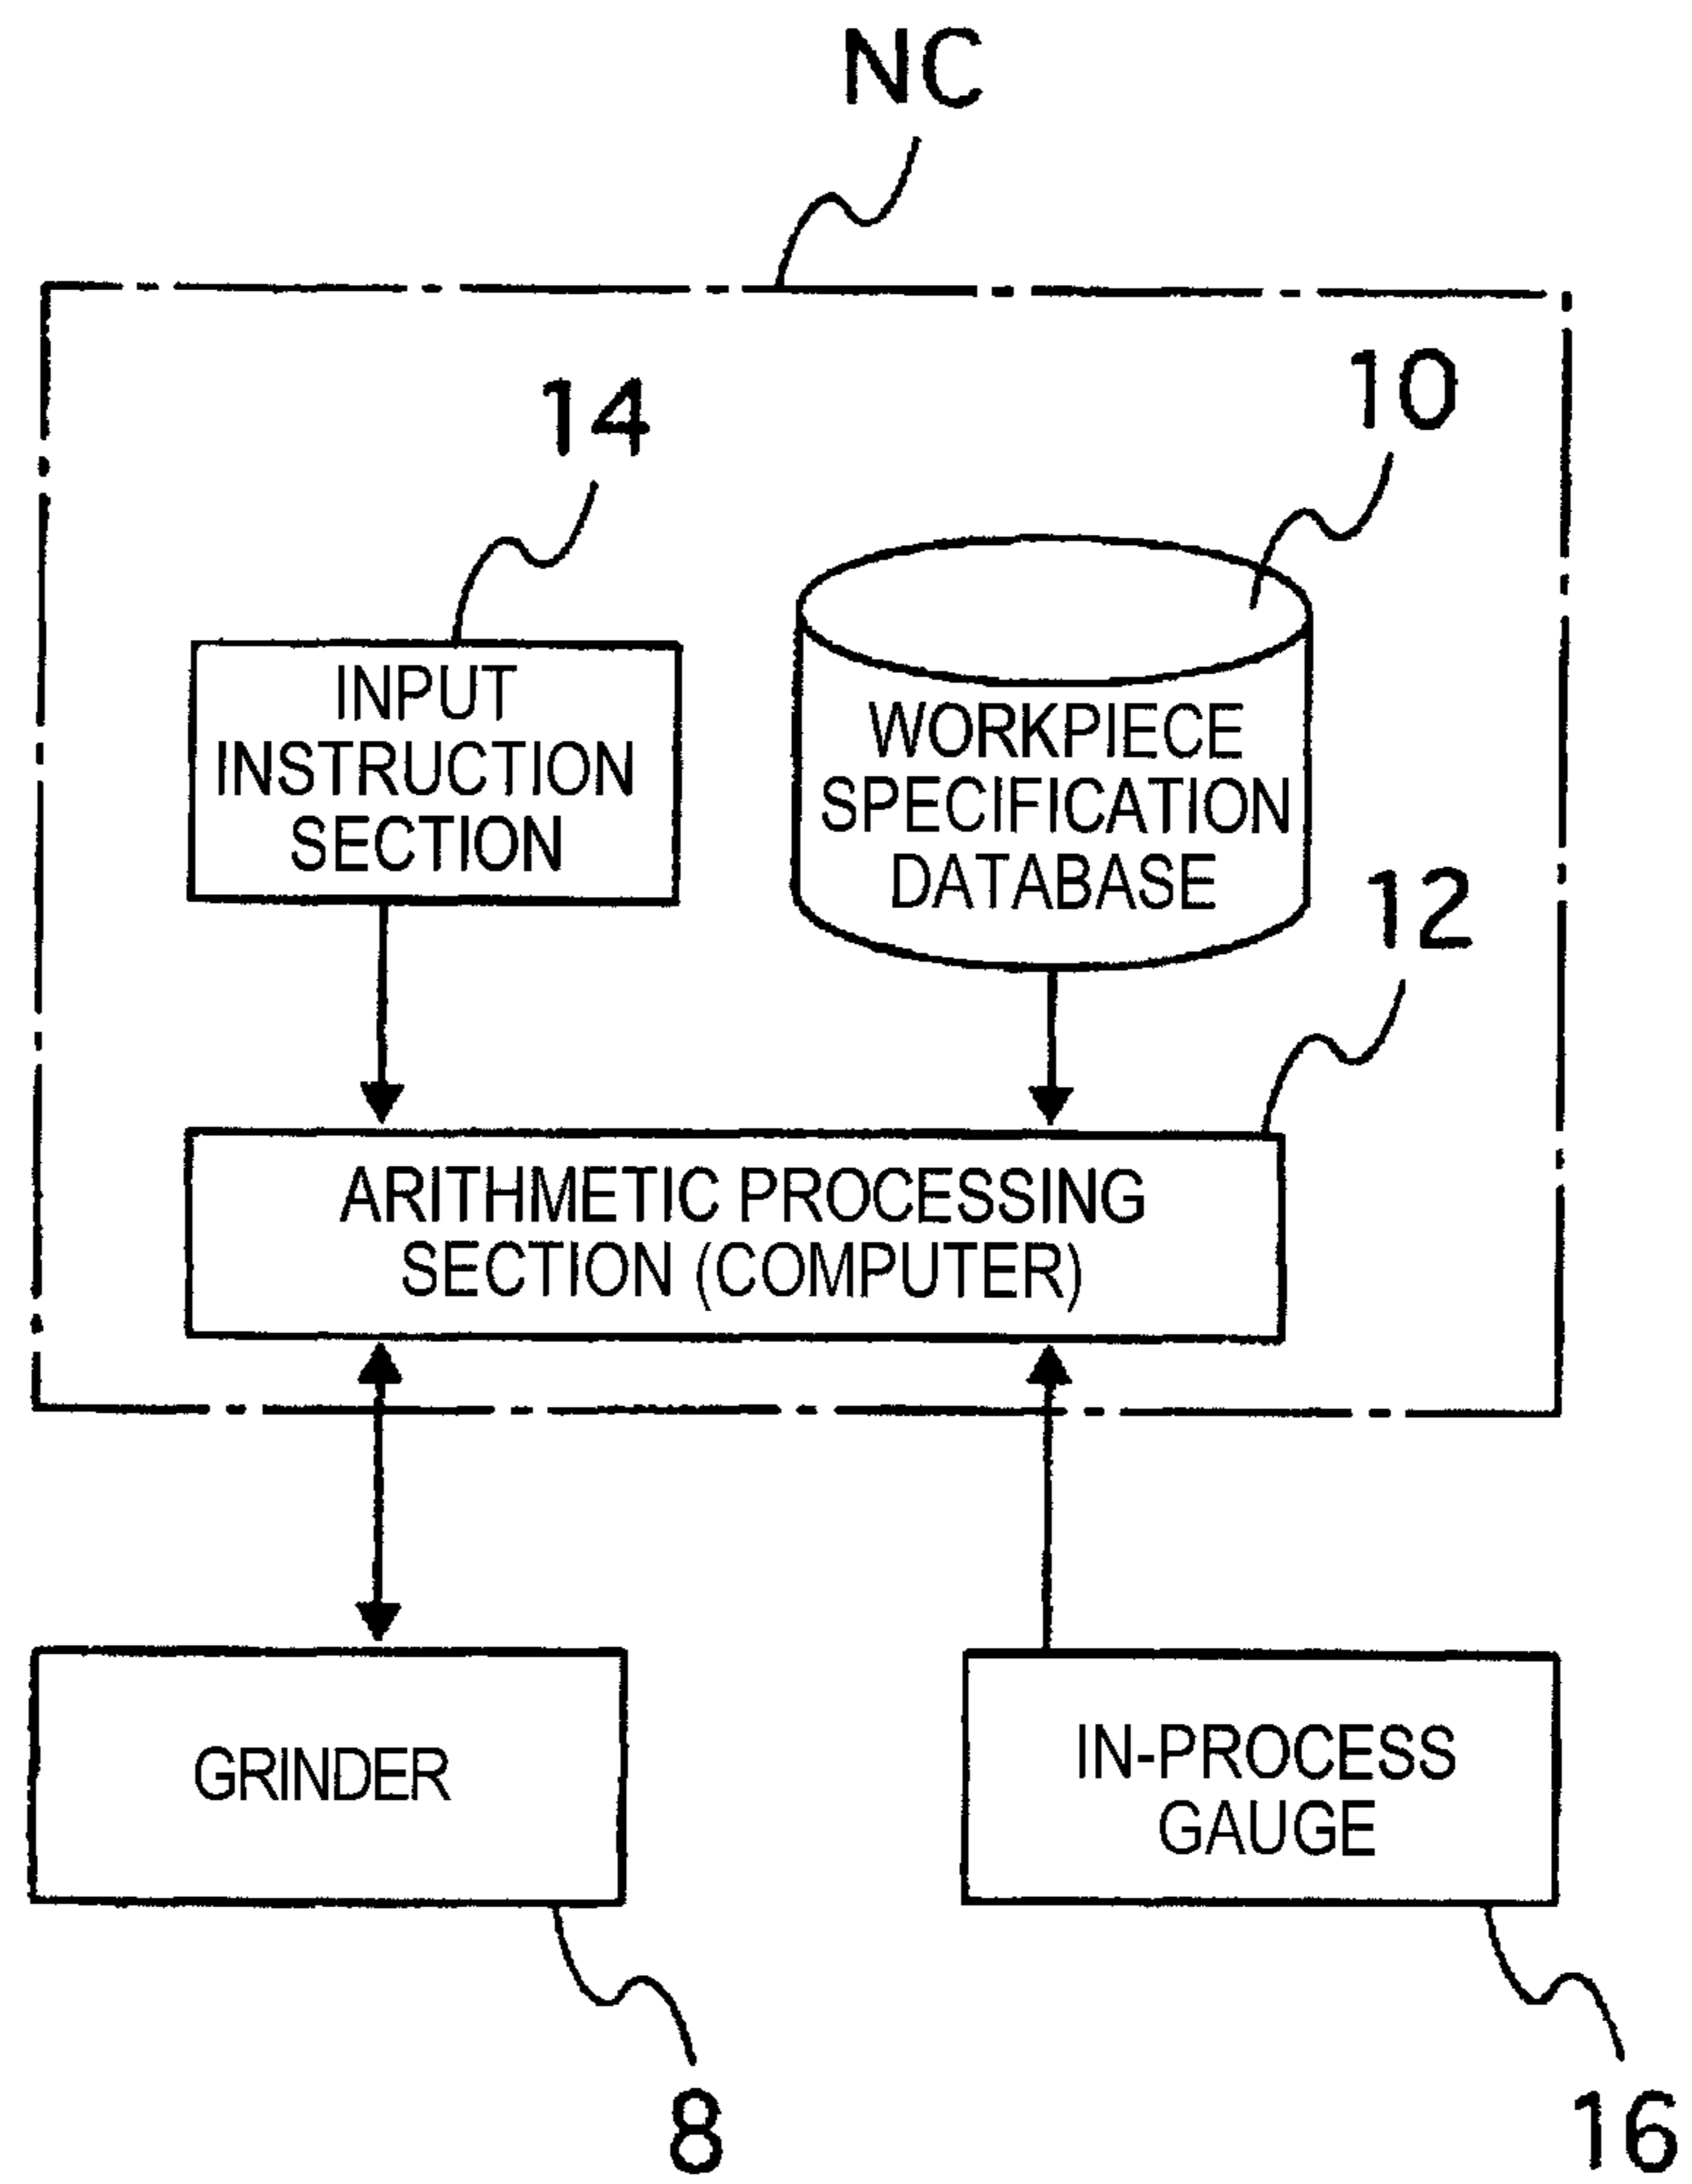 NC
14
10
INPUT
INSTRUCTION
SECTION
WORKPIECE
SPECIFICATION
DATABASE
12
ARITHMETIC PROCESSING
SECTION (COMPUTER)
GRINDER
IN-PROCESS
GAUGE
8
16